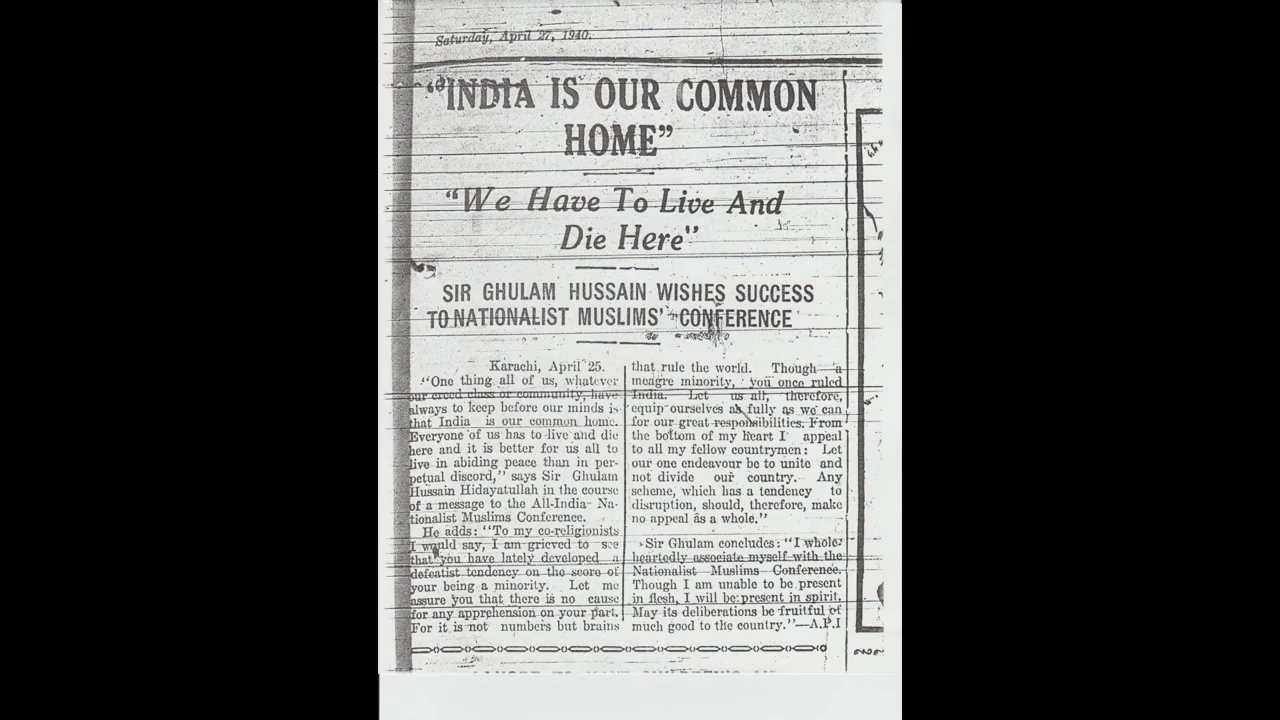 Saturday, April 27, 1940.
"INDIA IS OUR COMMON
HOME"
"We Have To Live And
Die Here"
SIR GHULAM HUSSAIN WISHES SUCCESS
TO NATIONALIST MUSLIMS' CONFERENCE
Karachi, April 25.
"One thing all of us, whatever
our creed class or community, have
always to keep before our minds is
that India is our common home.
Everyone of us has to live and die
here and it is better for us all to
live in abiding peace than in per-
petual discord," says Sir Ghulam
Hussain Hidayatullah in the course
of a message to the All-India Na-
tionalist Muslims Conference.
He adds: "To my co-religionists
I would say, I am grieved to see
that you have lately developed a
defeatist tendency on the score of
your being a minority. Let me
assure you that there is no cause
for any apprehension on your part.
For it is not numbers but brains
that rule the world. Though a
meagre minority, you once ruled
India. Let us all, therefore,
equip ourselves as fully as we can
for our great responsibilities. From
the bottom of my heart I appeal
to all my fellow countrymen: Let
our one endeavour be to unite and
not divide our country. Any
scheme, which has a tendency to
disruption, should, therefore, make
no appeal as a whole."
Sir Ghulam concludes: "I whole-
heartedly associate myself with the
Nationalist Muslims Conference.
Though I am unable to be present
in flesh, I will be present in spirit.
May its deliberations be fruitful of
much good to the country."—A.P.I